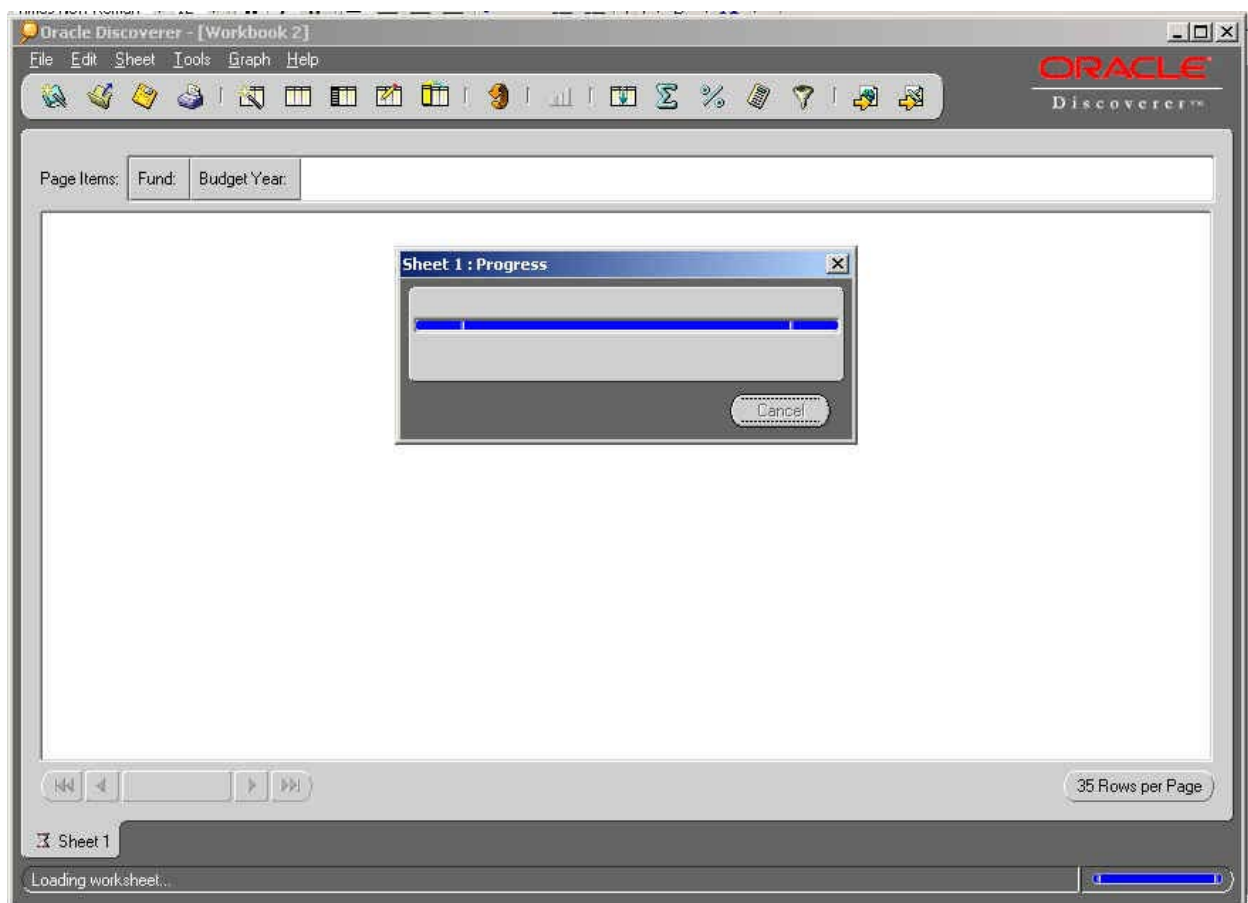 Oracle Discoverer - [Workbook 2]
File Edit Sheet Tools Graph Help
ORACLE
Discoverer™
Page Items: Fund: Budget Year:
Sheet 1 : Progress
Cancel
35 Rows per Page
Sheet 1
Loading worksheet...